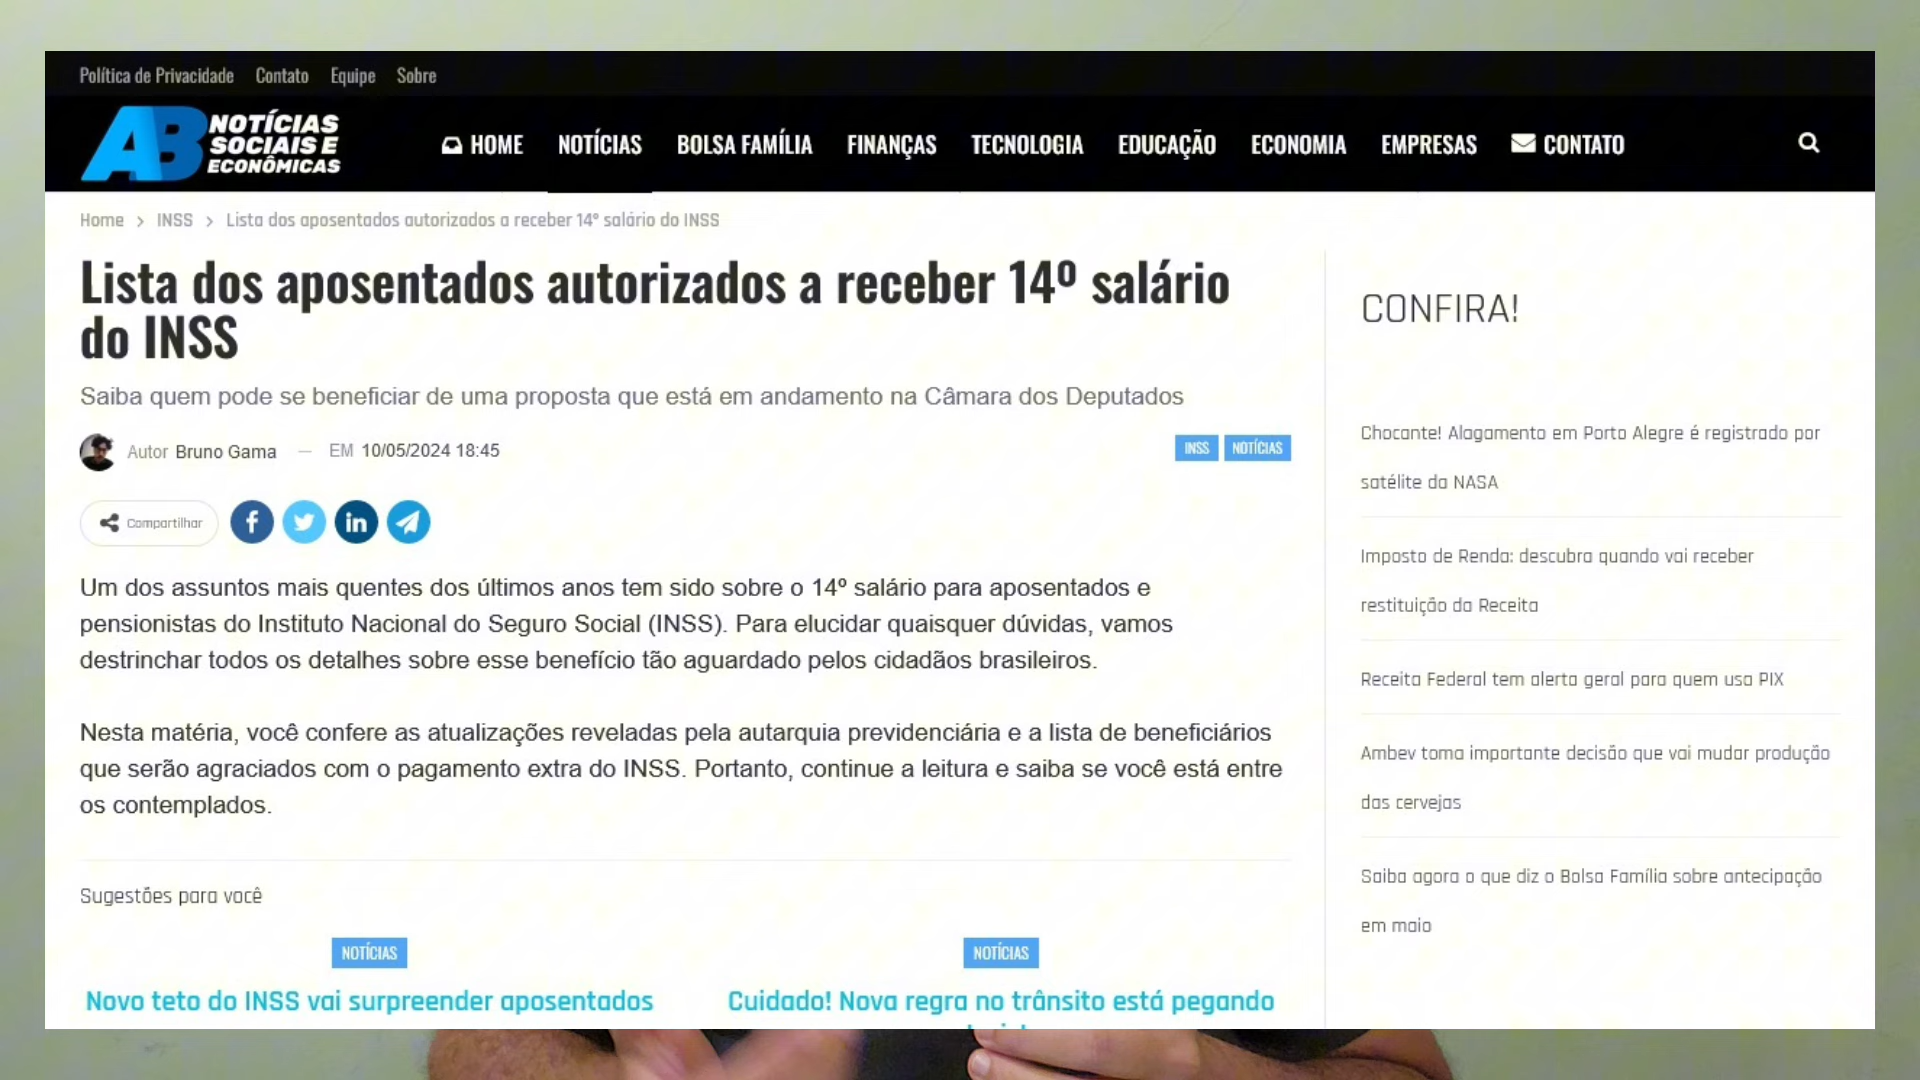 Política de Privacidade Contato Equipe Sobre
AB NOTÍCIAS
SOCIAIS E
ECONÔMICAS
HOME NOTÍCIAS BOLSA FAMÍLIA FINANÇAS TECNOLOGIA EDUCAÇÃO ECONOMIA EMPRESAS CONTATO
Home > INSS > Lista dos aposentados autorizados a receber 14º salário do INSS
Lista dos aposentados autorizados a receber 14º salário
do INSS
Saiba quem pode se beneficiar de uma proposta que está em andamento na Câmara dos Deputados
Autor Bruno Gama — EM 10/05/2024 18:45
INSS NOTÍCIAS
Compartilhar
Um dos assuntos mais quentes dos últimos anos tem sido sobre o 14º salário para aposentados e
pensionistas do Instituto Nacional do Seguro Social (INSS). Para elucidar quaisquer dúvidas, vamos
destrinchar todos os detalhes sobre esse benefício tão aguardado pelos cidadãos brasileiros.
Nesta matéria, você confere as atualizações reveladas pela autarquia previdenciária e a lista de beneficiários
que serão agraciados com o pagamento extra do INSS. Portanto, continue a leitura e saiba se você está entre
os contemplados.
Sugestões para você
NOTÍCIAS
Novo teto do INSS vai surpreender aposentados
NOTÍCIAS
Cuidado! Nova regra no trânsito está pegando
CONFIRA!
Chocante! Alagamento em Porto Alegre é registrado por
satélite da NASA
Imposto de Renda: descubra quando vai receber
restituição da Receita
Receita Federal tem alerta geral para quem usa PIX
Ambev toma importante decisão que vai mudar produção
das cervejas
Saiba agora o que diz o Bolsa Família sobre antecipação
em maio